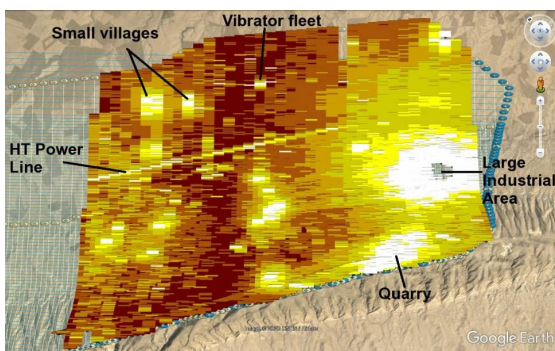 Vibrator fleet
Small villages
HT Power
Line
Large
Industrial
Area
Quarry
Google Earth